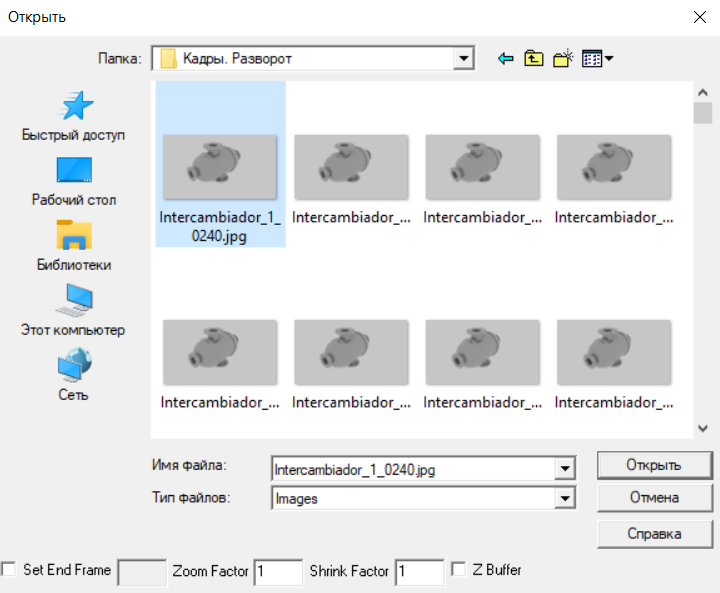 Открыть
Папка:
Кадры. Разворот
Быстрый доступ
Рабочий стол
Библиотеки
Этот компьютер
Сеть
Intercambiador_1_
0240.jpg
Intercambiador_...
Intercambiador_...
Intercambiador_...
Intercambiador_...
Intercambiador_...
Intercambiador_...
Intercambiador_...
Имя файла:
Intercambiador_1_0240.jpg
Открыть
Тип файлов:
Images
Отмена
Справка
Set End Frame
Zoom Factor
1
Shrink Factor
1
Z Buffer